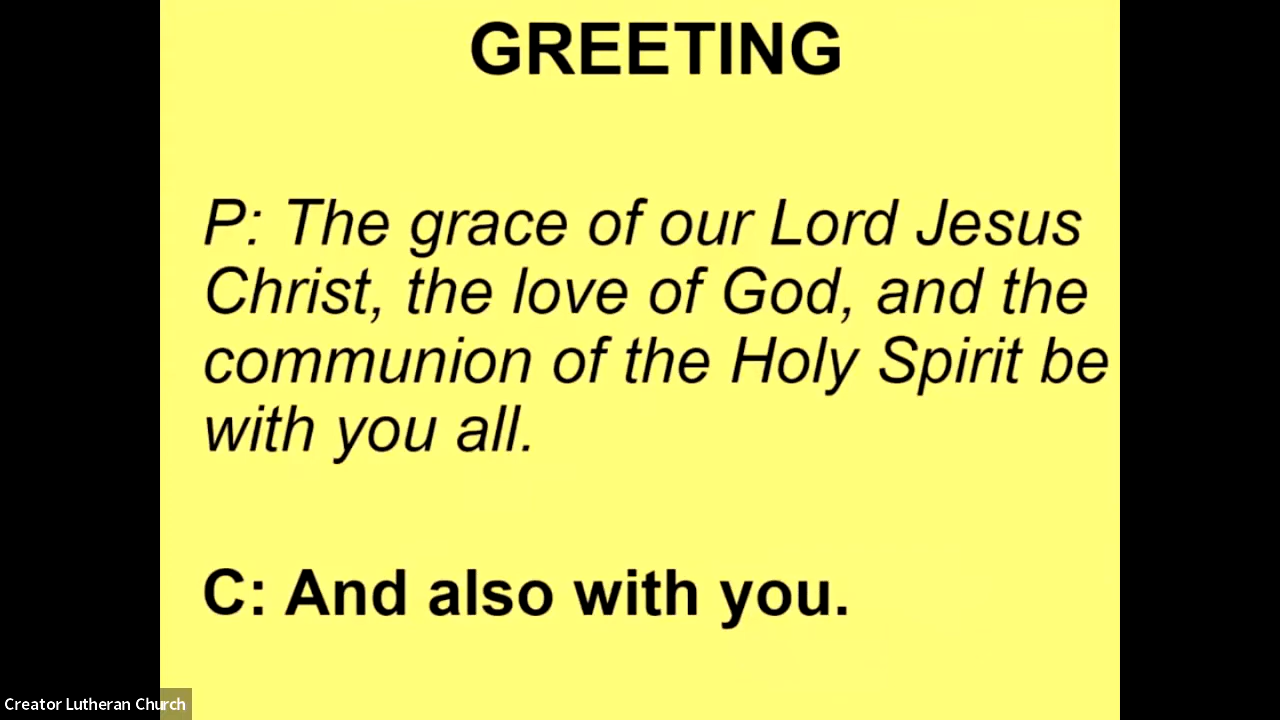 GREETING
P: The grace of our Lord Jesus
Christ, the love of God, and the
communion of the Holy Spirit be
with you all.
C: And also with you.
Creator Lutheran Church